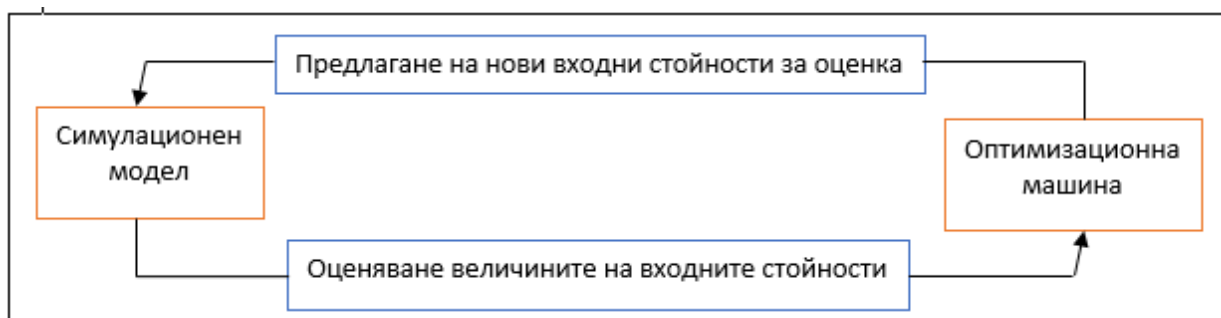 Предлагане на нови входни стойности за оценка
Симулационен
модел
Оптимизационна
машина
Оценяване величините на входните стойности